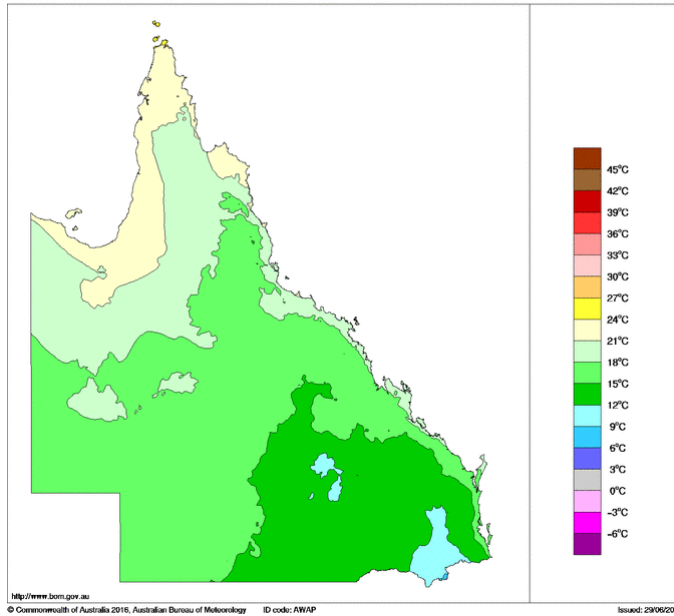 45°C
42°C
39°C
36°C
33°C
30°C
27°C
24°C
21°C
18°C
15°C
12°C
9°C
6°C
3°C
0°C
-3°C
-6°C
http://www.bom.gov.au
© Commonwealth of Australia 2016, Australian Bureau of Meteorology ID code: AWAP Issued: 29/06/20